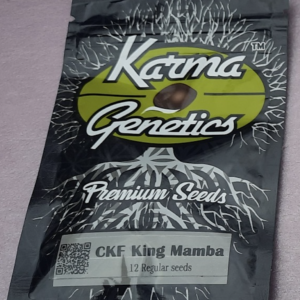 Karma TM
Genetics
Premium Seeds
CKF King Mamba
12 Regular seeds